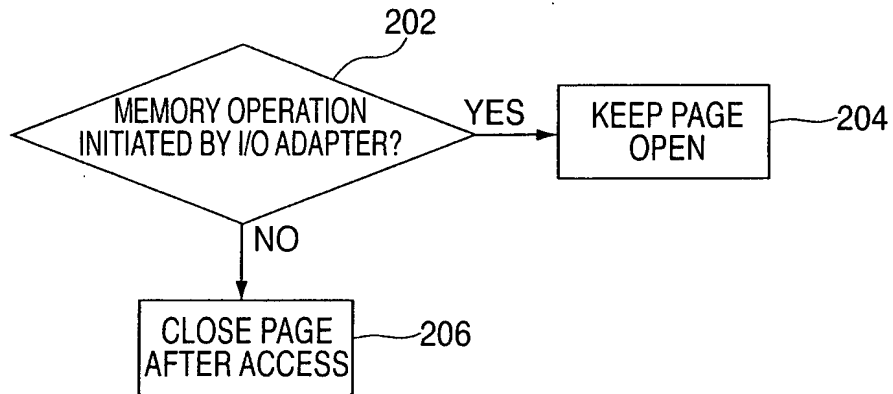 202
MEMORY OPERATION
INITIATED BY I/O ADAPTER?
YES
KEEP PAGE
OPEN
204
NO
CLOSE PAGE
AFTER ACCESS
206